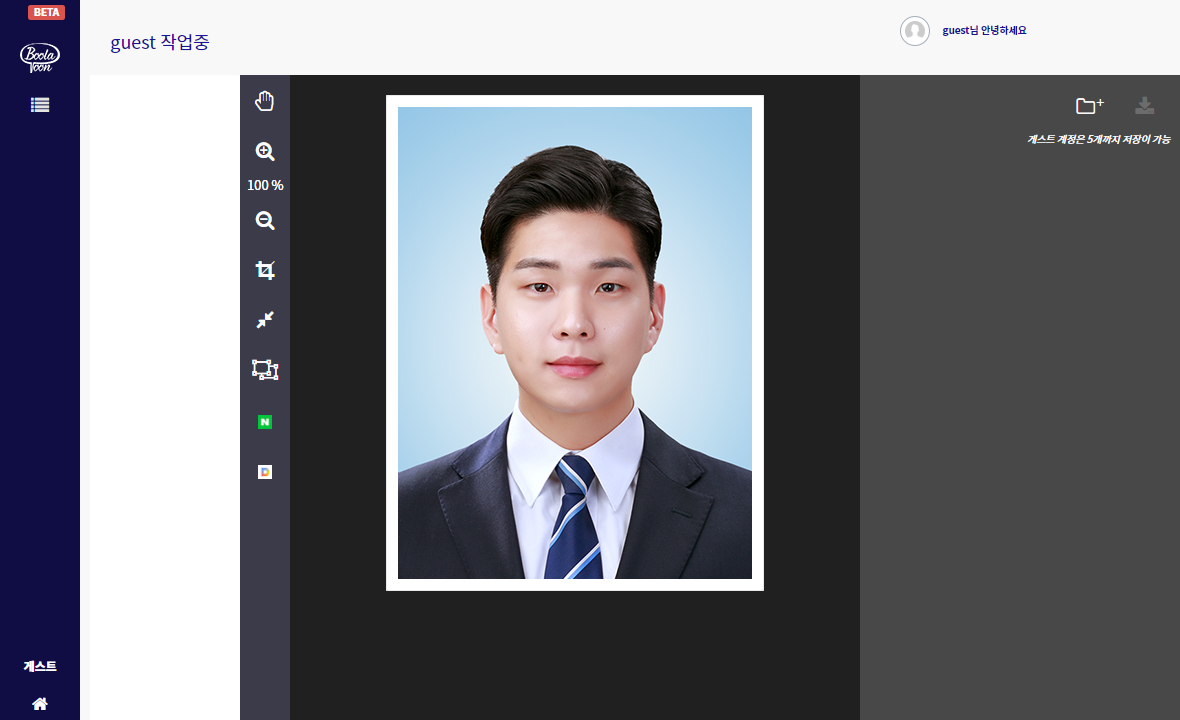 BETA
Boola
Toon
guest 작업중
guest님 안녕하세요
100 %
N
D
게스트 계정은 5개까지 저장이 가능
게스트